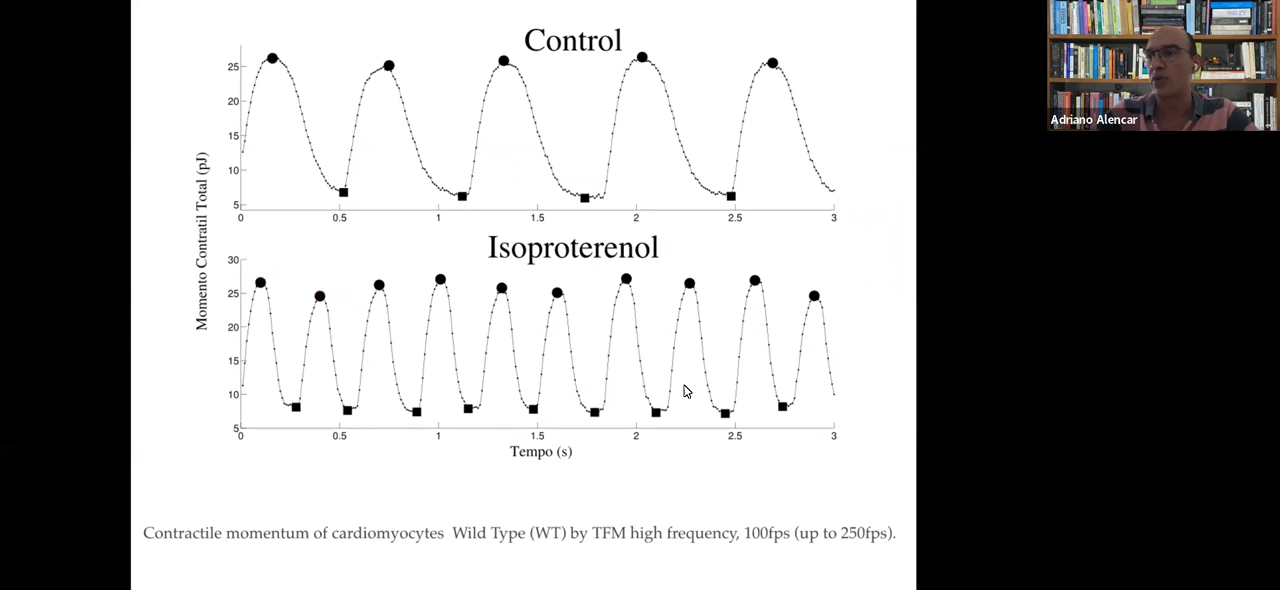 Control
25
20
15
10
5
0 0.5 1 1.5 2 2.5 3
Momento Contratil Total (pJ)
Isoproterenol
30
25
20
15
10
5
0 0.5 1 1.5 2 2.5 3
Tempo (s)
Contractile momentum of cardiomyocytes Wild Type (WT) by TFM high frequency, 100fps (up to 250fps).
Adriano Alencar